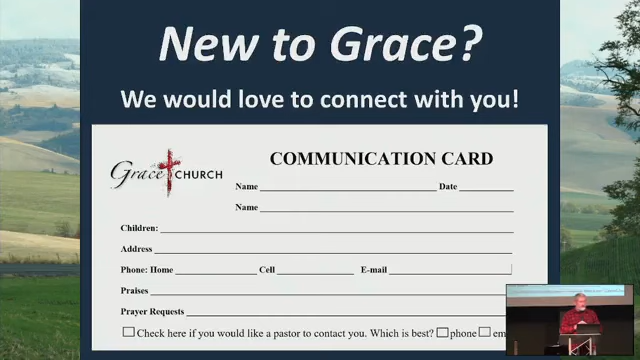 New to Grace?
We would love to connect with you!
Grace CHURCH
COMMUNICATION CARD
Name Date
Name
Children:
Address
Phone: Home Cell E-mail
Praises
Prayer Requests
Check here if you would like a pastor to contact you. Which is best? phone em